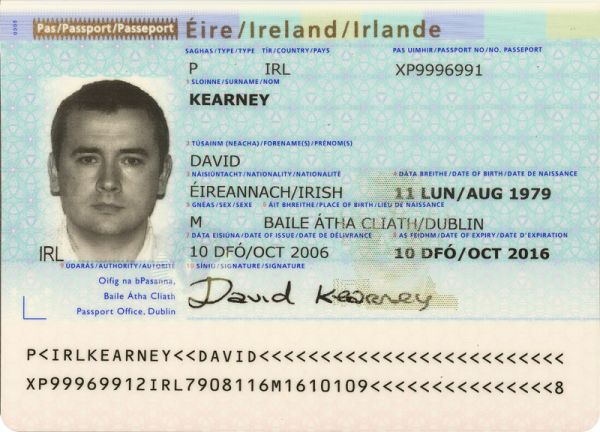 0305
Pas/Passport/Passeport Éire/Ireland/Irlande
SAGHAS/TYPE/TYPE TÍR/COUNTRY/PAYS PAS UIMHIR/PASSPORT NO/NO. PASSEPORT
P IRL XP9996991
1 SLOINNE/SURNAME/NOM
KEARNEY
2 TÚSAINM (NEACHA)/FORENAME(S)/PRÉNOM(S)
DAVID
3 NÁISIÚNTACHT/NATIONALITY/NATIONALITÉ 4 DATA BREITHE/DATE OF BIRTH/DATE DE NAISSANCE
ÉIREANNACH/IRISH 11 LUN/AUG 1979
5 GNÉAS/SEX/SEXE 6 ÁIT BHREITHE/PLACE OF BIRTH/LIEU DE NAISSANCE
M BAILE ÁTHA CLIATH/DUBLIN
7 DÁTA EISIÚNA/DATE OF ISSUE/DATE DE DÉLIVRANCE 8 AS FEIDHM/DATE OF EXPIRY/DATE D'EXPIRATION
IRL 10 DFÓ/OCT 2006 10 DFÓ/OCT 2016
9 ÚDARÁS/AUTHORITY/AUTORITÉ 10 SÍNIÚ/SIGNATURE/SIGNATURE
Oifig na bPasanna,
Baile Átha Cliath
Passport Office, Dublin
David Kearney
P<IRLKEARNEY<<DAVID<<<<<<<<<<<<<<<<<<<<<<<<<
XP99969912IRL7908116M1610109<<<<<<<<<<<<<<<8